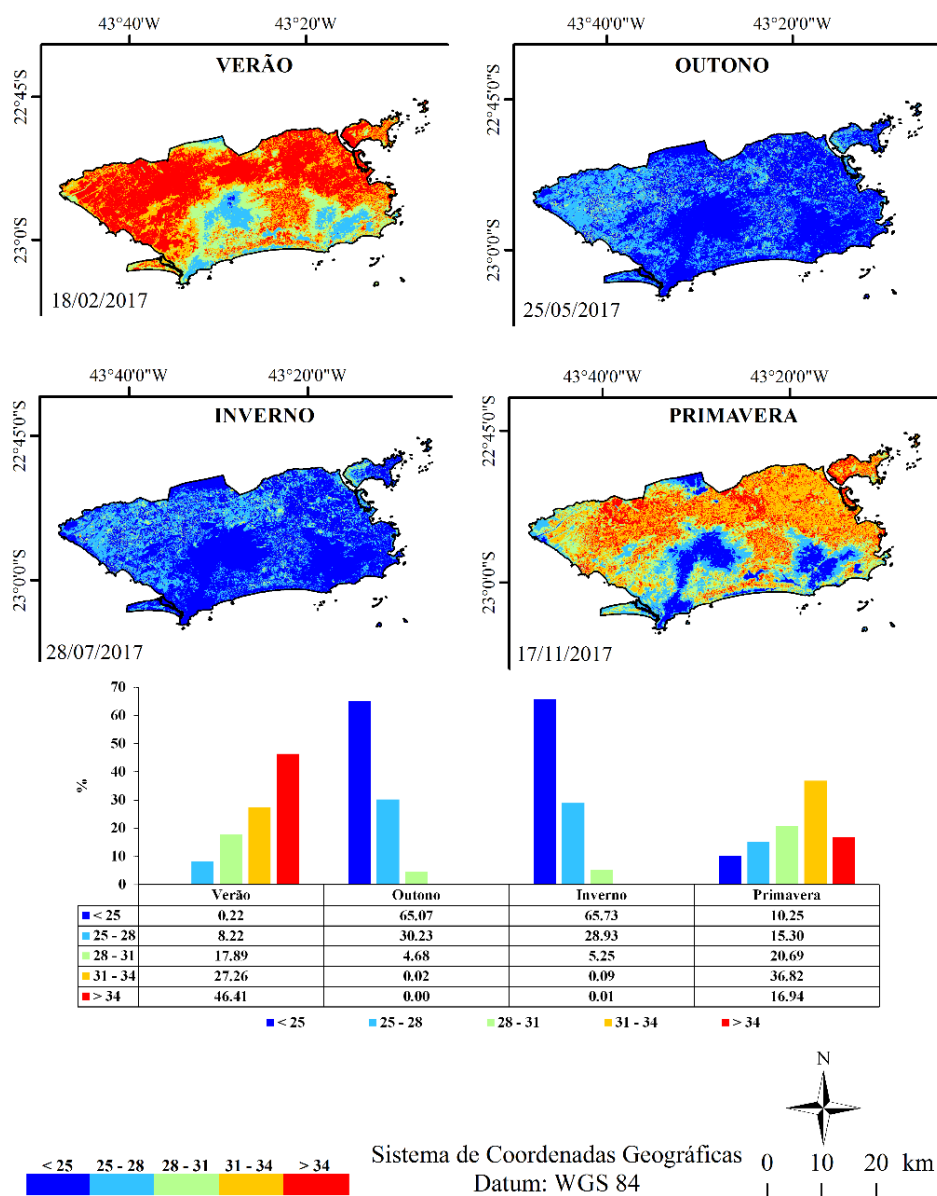 43°40'0"W 43°20'0"W
VERÃO
22°45'0"S
23°0'0"S
18/02/2017
43°40'0"W 43°20'0"W
OUTONO
22°45'0"S
23°0'0"S
25/05/2017
43°40'0"W 43°20'0"W
INVERNO
22°45'0"S
23°0'0"S
28/07/2017
43°40'0"W 43°20'0"W
PRIMAVERA
22°45'0"S
23°0'0"S
17/11/2017
%
70
60
50
40
30
20
10
0
Verão Outono Inverno Primavera
< 25 0.22 65.07 65.73 10.25
25 - 28 8.22 30.23 28.93 15.30
28 - 31 17.89 4.68 5.25 20.69
31 - 34 27.26 0.02 0.09 36.82
> 34 46.41 0.00 0.01 16.94
< 25 25 - 28 28 - 31 31 - 34 > 34
N
< 25 25 - 28 28 - 31 31 - 34 > 34
Sistema de Coordenadas Geográficas
Datum: WGS 84
0 10 20 km